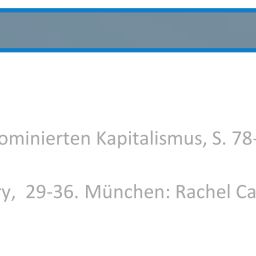 ominierten Kapitalismus, S. 78-
ry, 29-36. München: Rachel Ca